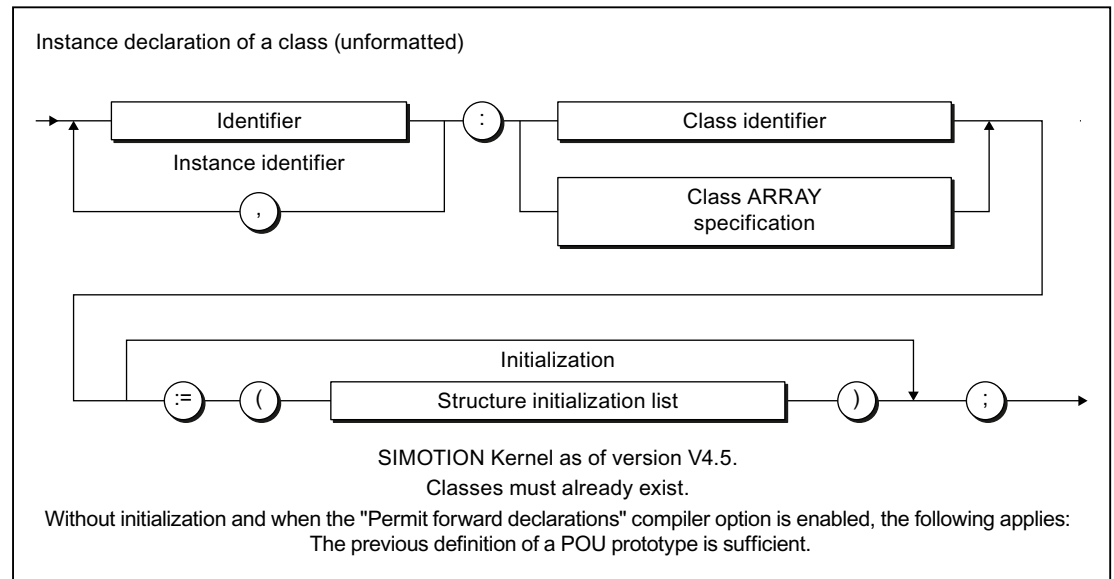 Instance declaration of a class (unformatted)
Identifier
:
Class identifier
Instance identifier
,
Class ARRAY
specification
Initialization
:=
(
Structure initialization list
)
;
SIMOTION Kernel as of version V4.5.
Classes must already exist.
Without initialization and when the "Permit forward declarations" compiler option is enabled, the following applies:
The previous definition of a POU prototype is sufficient.